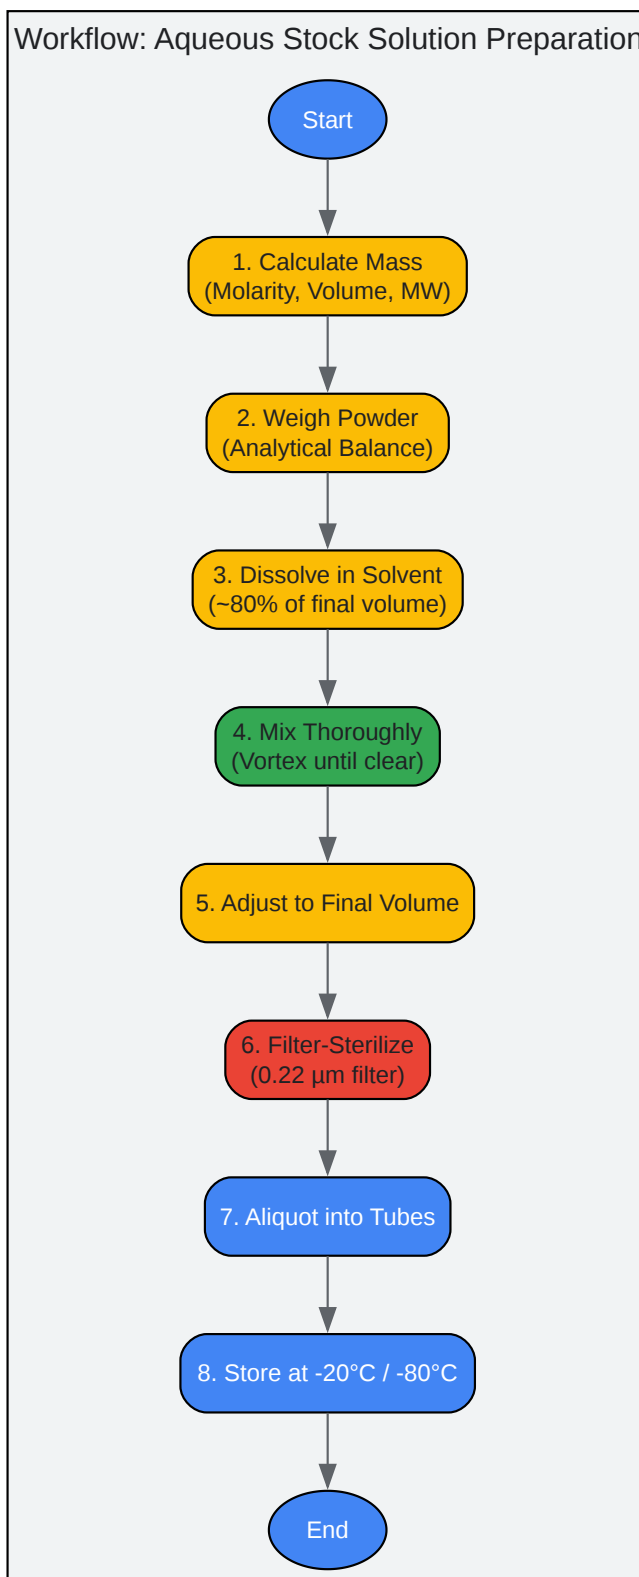 Workflow: Aqueous Stock Solution Preparation
Start
1. Calculate Mass
(Molarity, Volume, MW)
2. Weigh Powder
(Analytical Balance)
3. Dissolve in Solvent
(~80% of final volume)
4. Mix Thoroughly
(Vortex until clear)
5. Adjust to Final Volume
6. Filter-Sterilize
(0.22 µm filter)
7. Aliquot into Tubes
8. Store at -20°C / -80°C
End